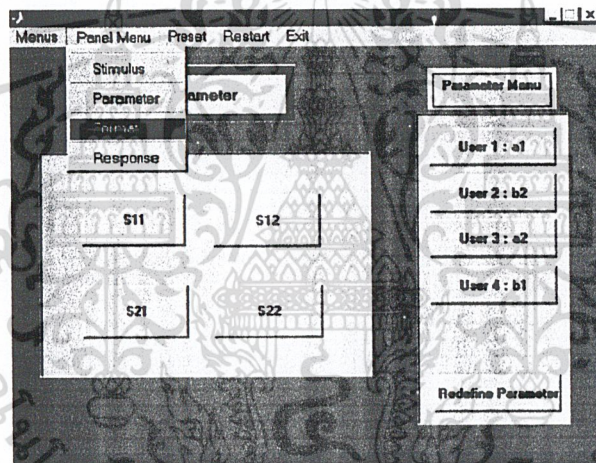 Menus Panel Menu Preset Restart Exit
Stimulus
Parameter
Format
Response
ameter
S11
S12
S21
S22
Parameter Menu
User 1 : a1
User 2 : b2
User 3 : a2
User 4 : b1
Redefine Parameter